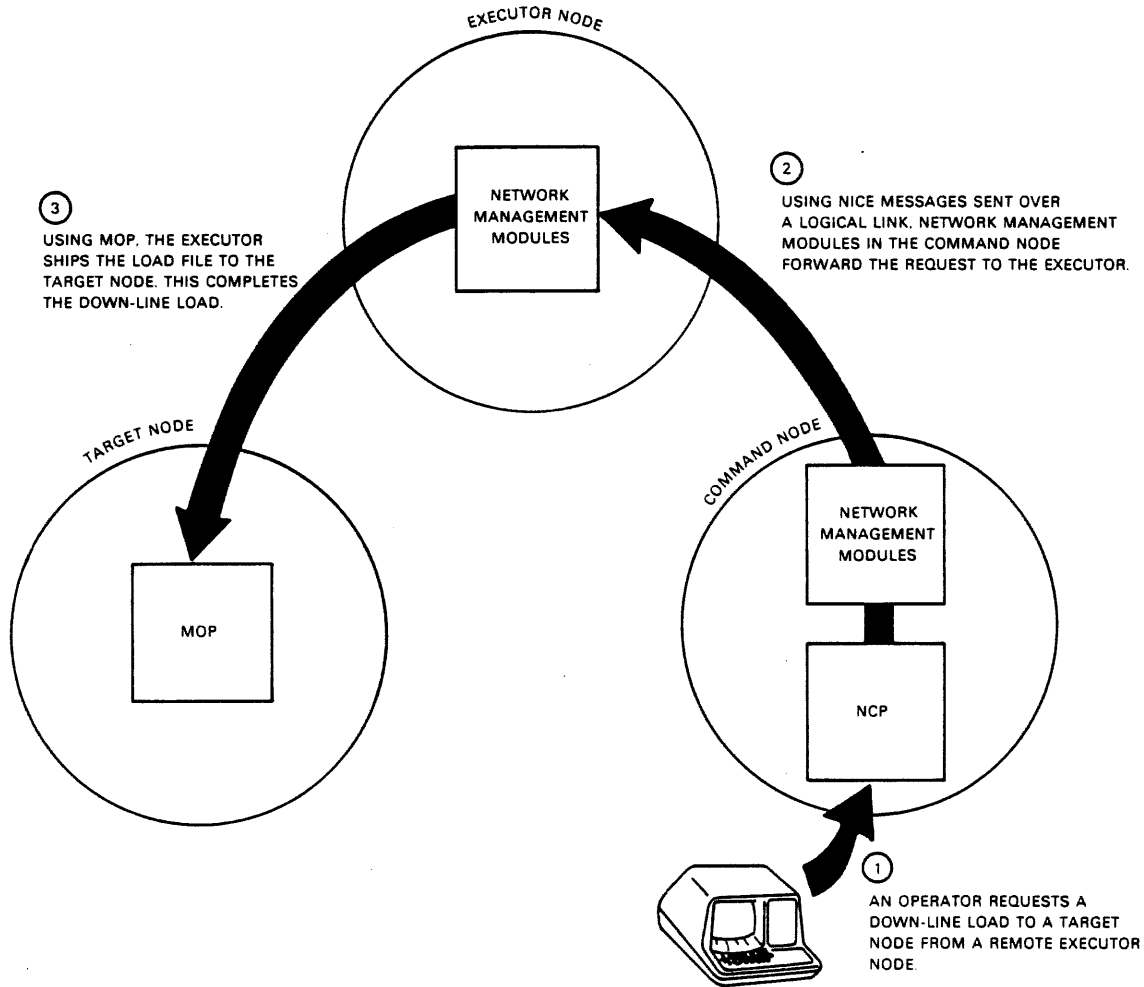 EXECUTOR NODE
NETWORK
MANAGEMENT
MODULES
2
USING NICE MESSAGES SENT OVER
A LOGICAL LINK, NETWORK MANAGEMENT
MODULES IN THE COMMAND NODE
FORWARD THE REQUEST TO THE EXECUTOR.
3
USING MOP, THE EXECUTOR
SHIPS THE LOAD FILE TO THE
TARGET NODE. THIS COMPLETES
THE DOWN-LINE LOAD.
TARGET NODE
MOP
COMMAND NODE
NETWORK
MANAGEMENT
MODULES
NCP
1
AN OPERATOR REQUESTS A
DOWN-LINE LOAD TO A TARGET
NODE FROM A REMOTE EXECUTOR
NODE.